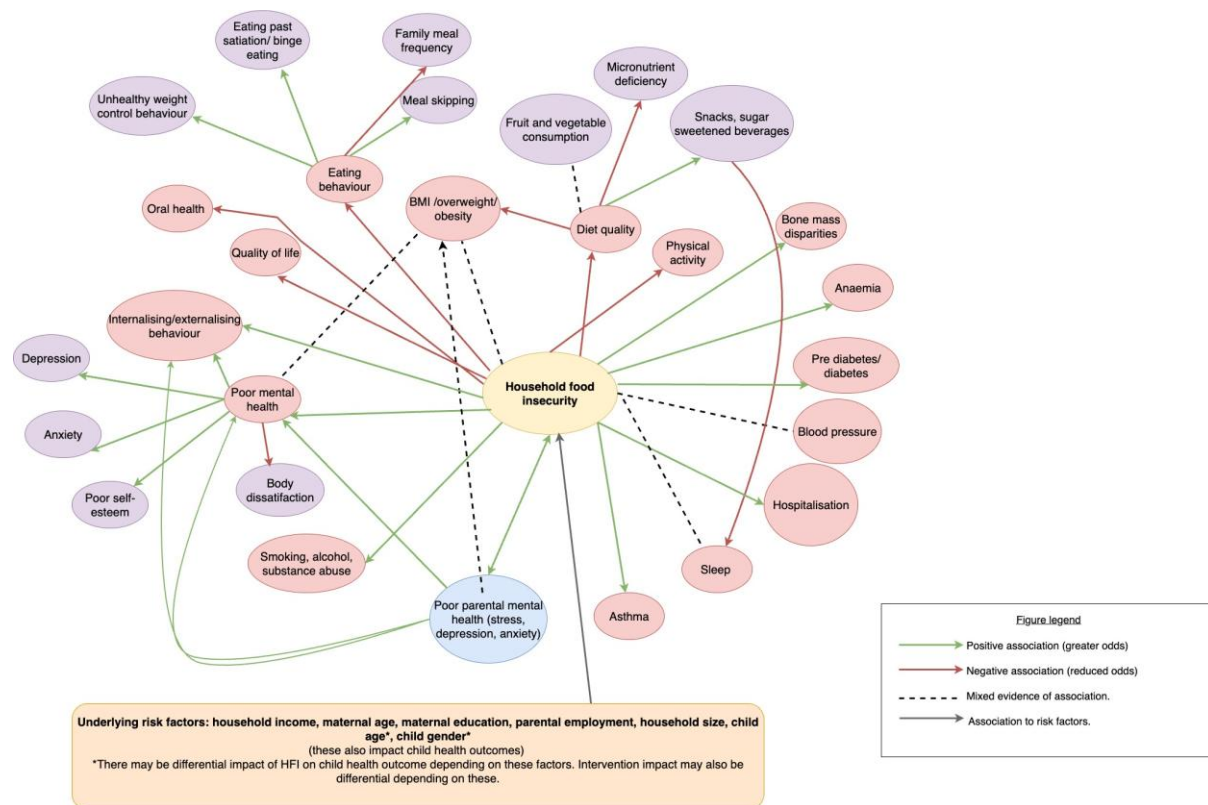 Eating past
satiation/ binge
eating
Family meal
frequency
Micronutrient
deficiency
Unhealthy weight
control behaviour
Meal skipping
Fruit and vegetable
consumption
Snacks, sugar
sweetened beverages
Eating
behaviour
Oral health
BMI /overweight/
obesity
Diet quality
Bone mass
disparities
Quality of life
Physical
activity
Anaemia
Internalising/externalising
behaviour
Depression
Pre diabetes/
diabetes
Household food
insecurity
Poor mental
health
Anxiety
Blood pressure
Poor self-
esteem
Body
dissatifaction
Hospitalisation
Smoking, alcohol,
substance abuse
Sleep
Poor parental mental
health (stress,
depression, anxiety)
Asthma
Figure legend
Positive association (greater odds)
Negative association (reduced odds)
Mixed evidence of association.
Association to risk factors.
Underlying risk factors: household income, maternal age, maternal education, parental employment, household size, child
age*, child gender*
(these also impact child health outcomes)
*There may be differential impact of HFI on child health outcome depending on these factors. Intervention impact may also be
differential depending on these.